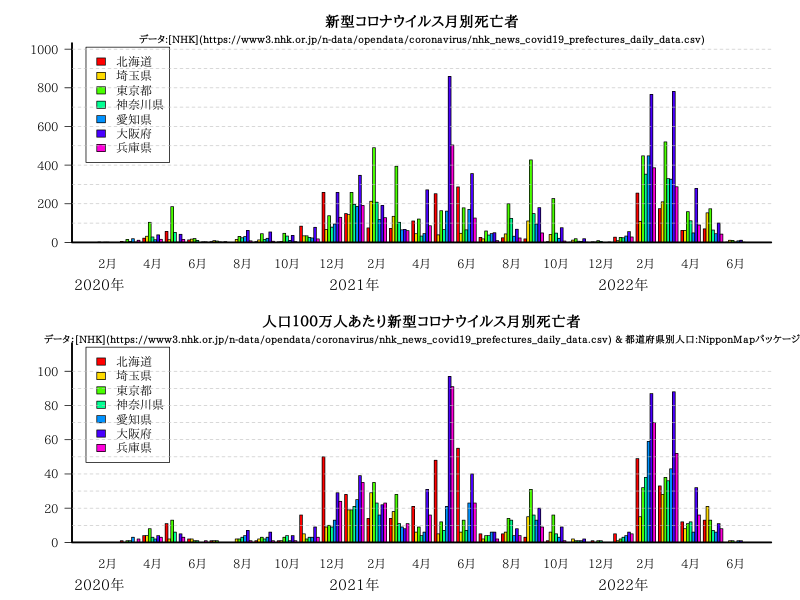 新型コロナウイルス月別死亡者
データ:[NHK](https://www3.nhk.or.jp/n-data/opendata/coronavirus/nhk_news_covid19_prefectures_daily_data.csv)
1000
800
600
400
200
0
北海道
埼玉県
東京都
神奈川県
愛知県
大阪府
兵庫県
2月 4月 6月 8月 10月 12月 2月 4月 6月 8月 10月 12月 2月 4月 6月
2020年 2021年 2022年
人口100万人あたり新型コロナウイルス月別死亡者
データ:[NHK](https://www3.nhk.or.jp/n-data/opendata/coronavirus/nhk_news_covid19_prefectures_daily_data.csv) & 都道府県別人口:NipponMapパッケージ
100
80
60
40
20
0
北海道
埼玉県
東京都
神奈川県
愛知県
大阪府
兵庫県
2月 4月 6月 8月 10月 12月 2月 4月 6月 8月 10月 12月 2月 4月 6月
2020年 2021年 2022年